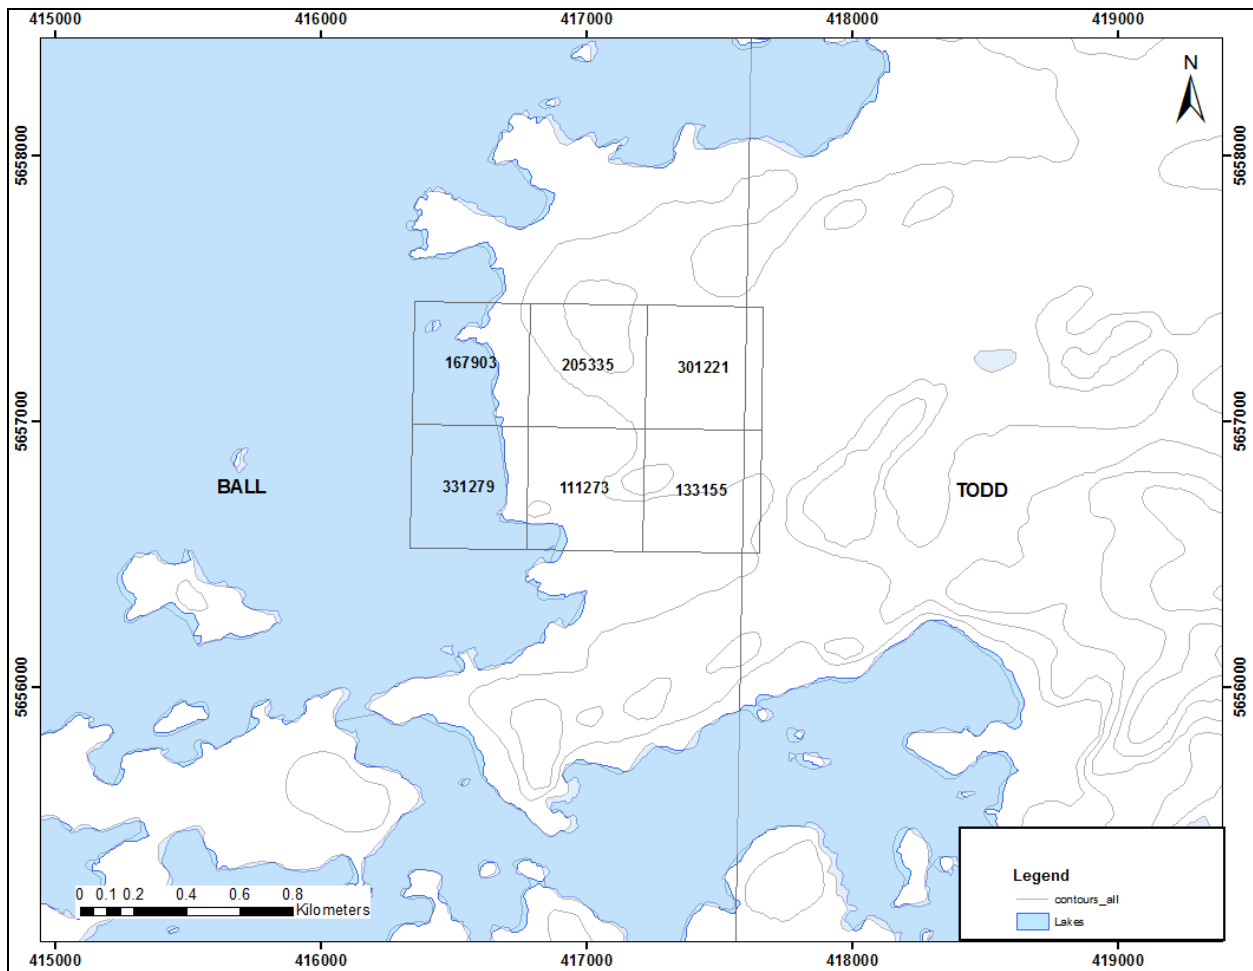 415000 416000 417000 418000 419000
N
5658000 5658000
167903 205335 301221
5657000 5657000
BALL 331279 111273 133155 TODD
5656000 5656000
Legend
contours_all
Lakes
0 0.1 0.2 0.4 0.6 0.8
Kilometers
415000 416000 417000 418000 419000